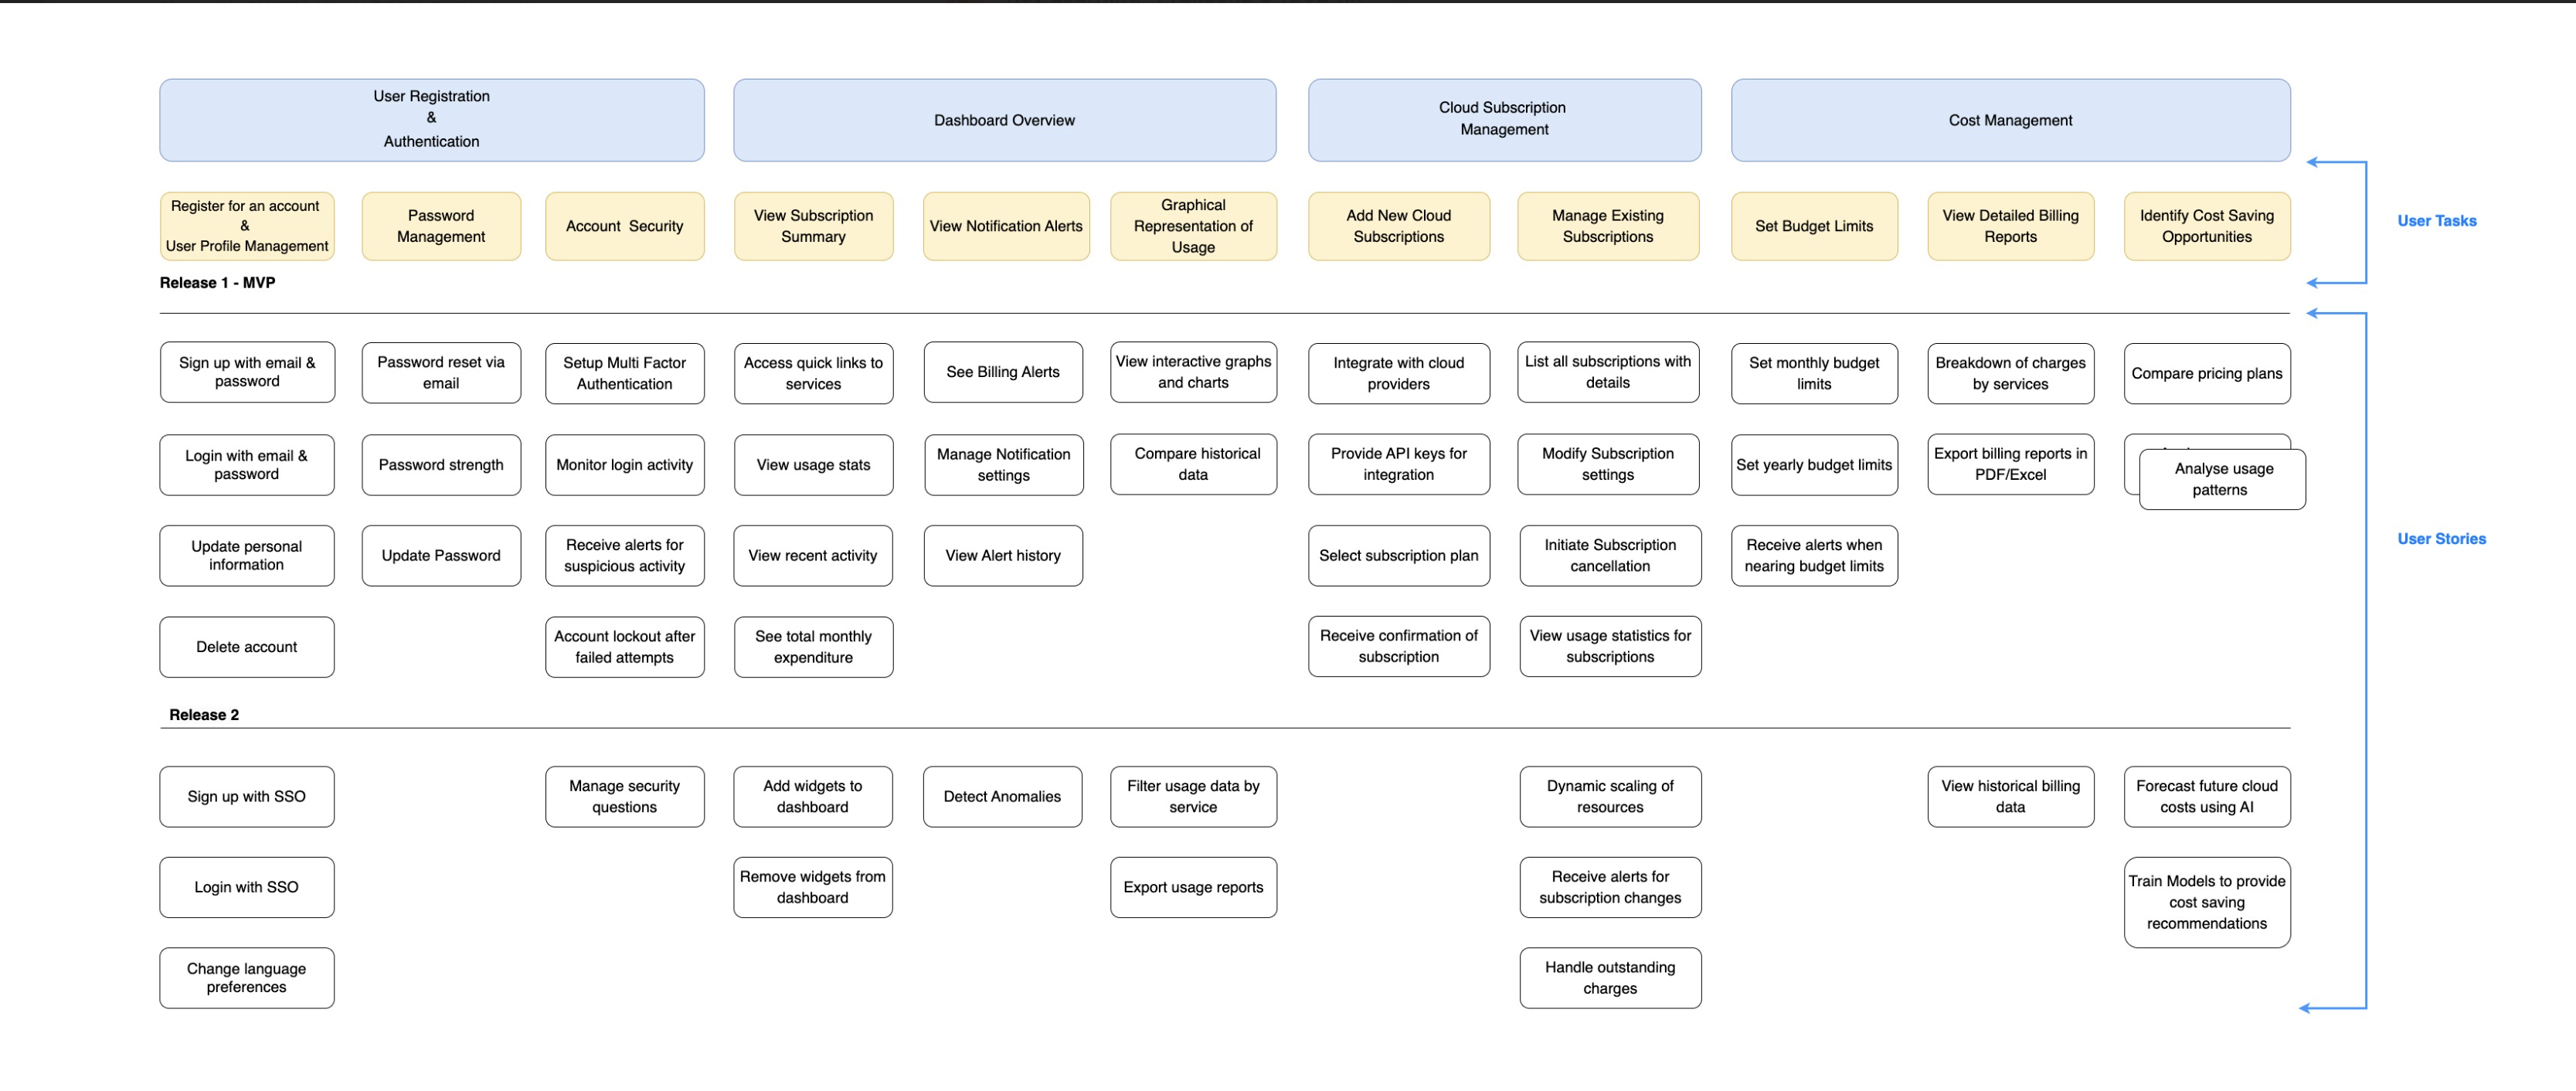 User Registration
&
Authentication
Dashboard Overview
Cloud Subscription
Management
Cost Management
Register for an account
&
User Profile Management
Password
Management
Account Security
View Subscription
Summary
View Notification Alerts
Graphical
Representation of
Usage
Add New Cloud
Subscriptions
Manage Existing
Subscriptions
Set Budget Limits
View Detailed Billing
Reports
Identify Cost Saving
Opportunities
User Tasks
Release 1 - MVP
Sign up with email &
password
Password reset via
email
Setup Multi Factor
Authentication
Access quick links to
services
See Billing Alerts
View interactive graphs
and charts
Integrate with cloud
providers
List all subscriptions with
details
Set monthly budget
limits
Breakdown of charges
by services
Compare pricing plans
Login with email &
password
Password strength
Monitor login activity
View usage stats
Manage Notification
settings
Compare historical
data
Provide API keys for
integration
Modify Subscription
settings
Set yearly budget limits
Export billing reports in
PDF/Excel
Analyse usage
patterns
User Stories
Update personal
information
Update Password
Receive alerts for
suspicious activity
View recent activity
View Alert history
Select subscription plan
Initiate Subscription
cancellation
Receive alerts when
nearing budget limits
Delete account
Account lockout after
failed attempts
See total monthly
expenditure
Receive confirmation of
subscription
View usage statistics for
subscriptions
Release 2
Sign up with SSO
Manage security
questions
Add widgets to
dashboard
Detect Anomalies
Filter usage data by
service
Dynamic scaling of
resources
View historical billing
data
Forecast future cloud
costs using AI
Login with SSO
Remove widgets from
dashboard
Export usage reports
Receive alerts for
subscription changes
Train Models to provide
cost saving
recommendations
Change language
preferences
Handle outstanding
charges